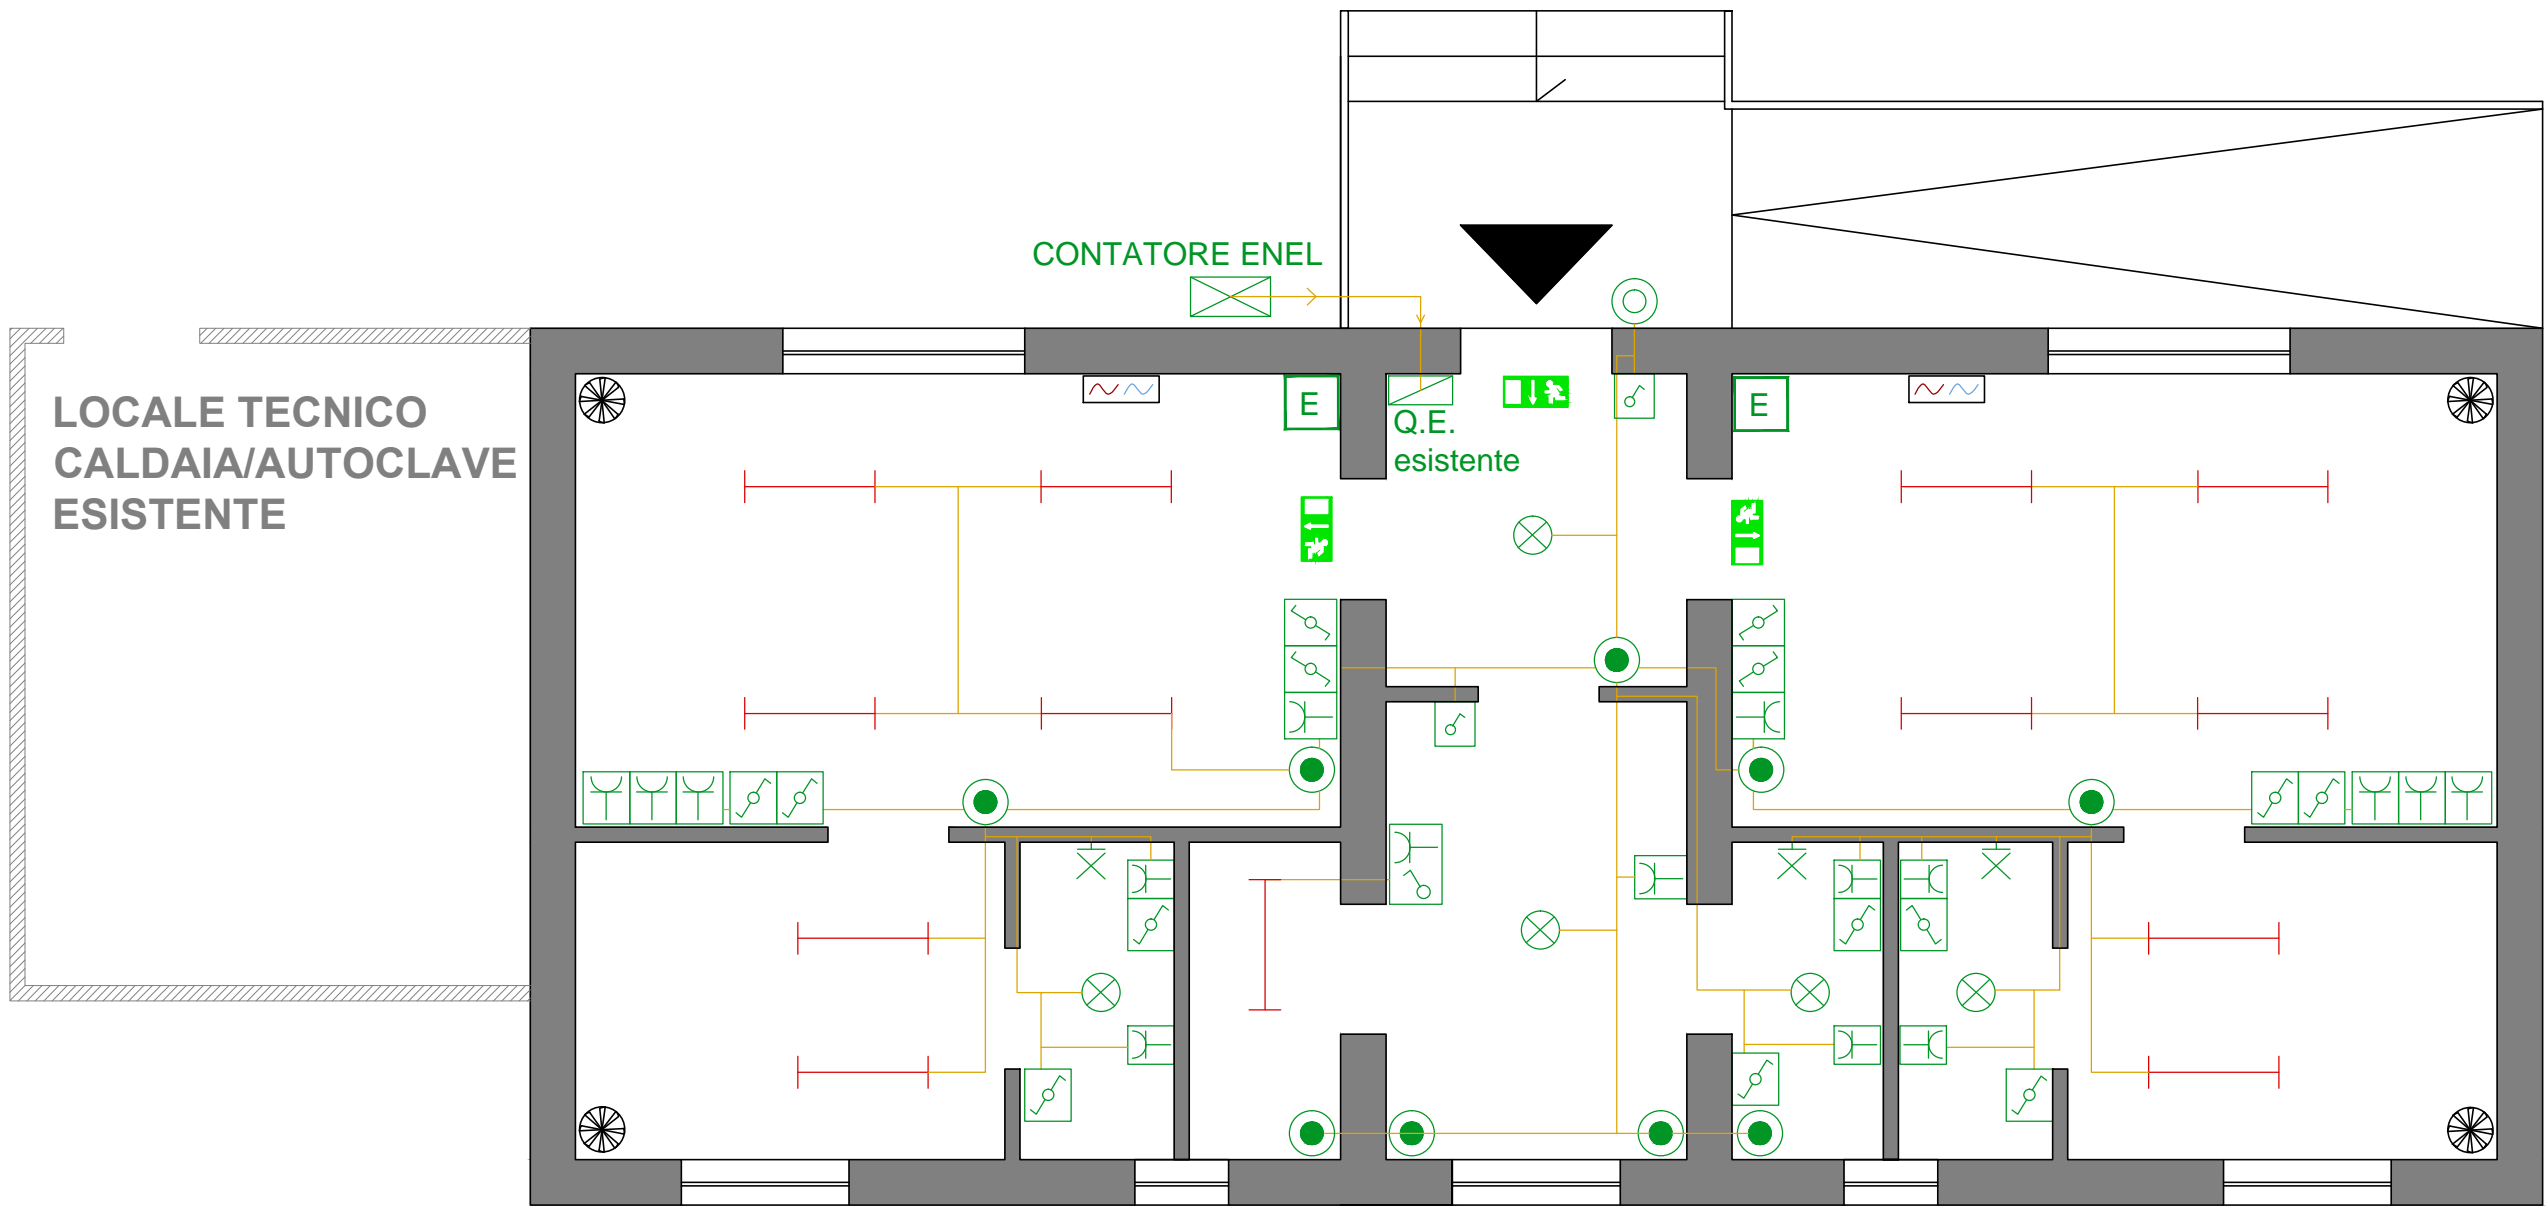 CONTATORE ENEL
LOCALE TECNICO
CALDAIA/AUTOCLAVE
ESISTENTE
E
Q.E.
esistente
E